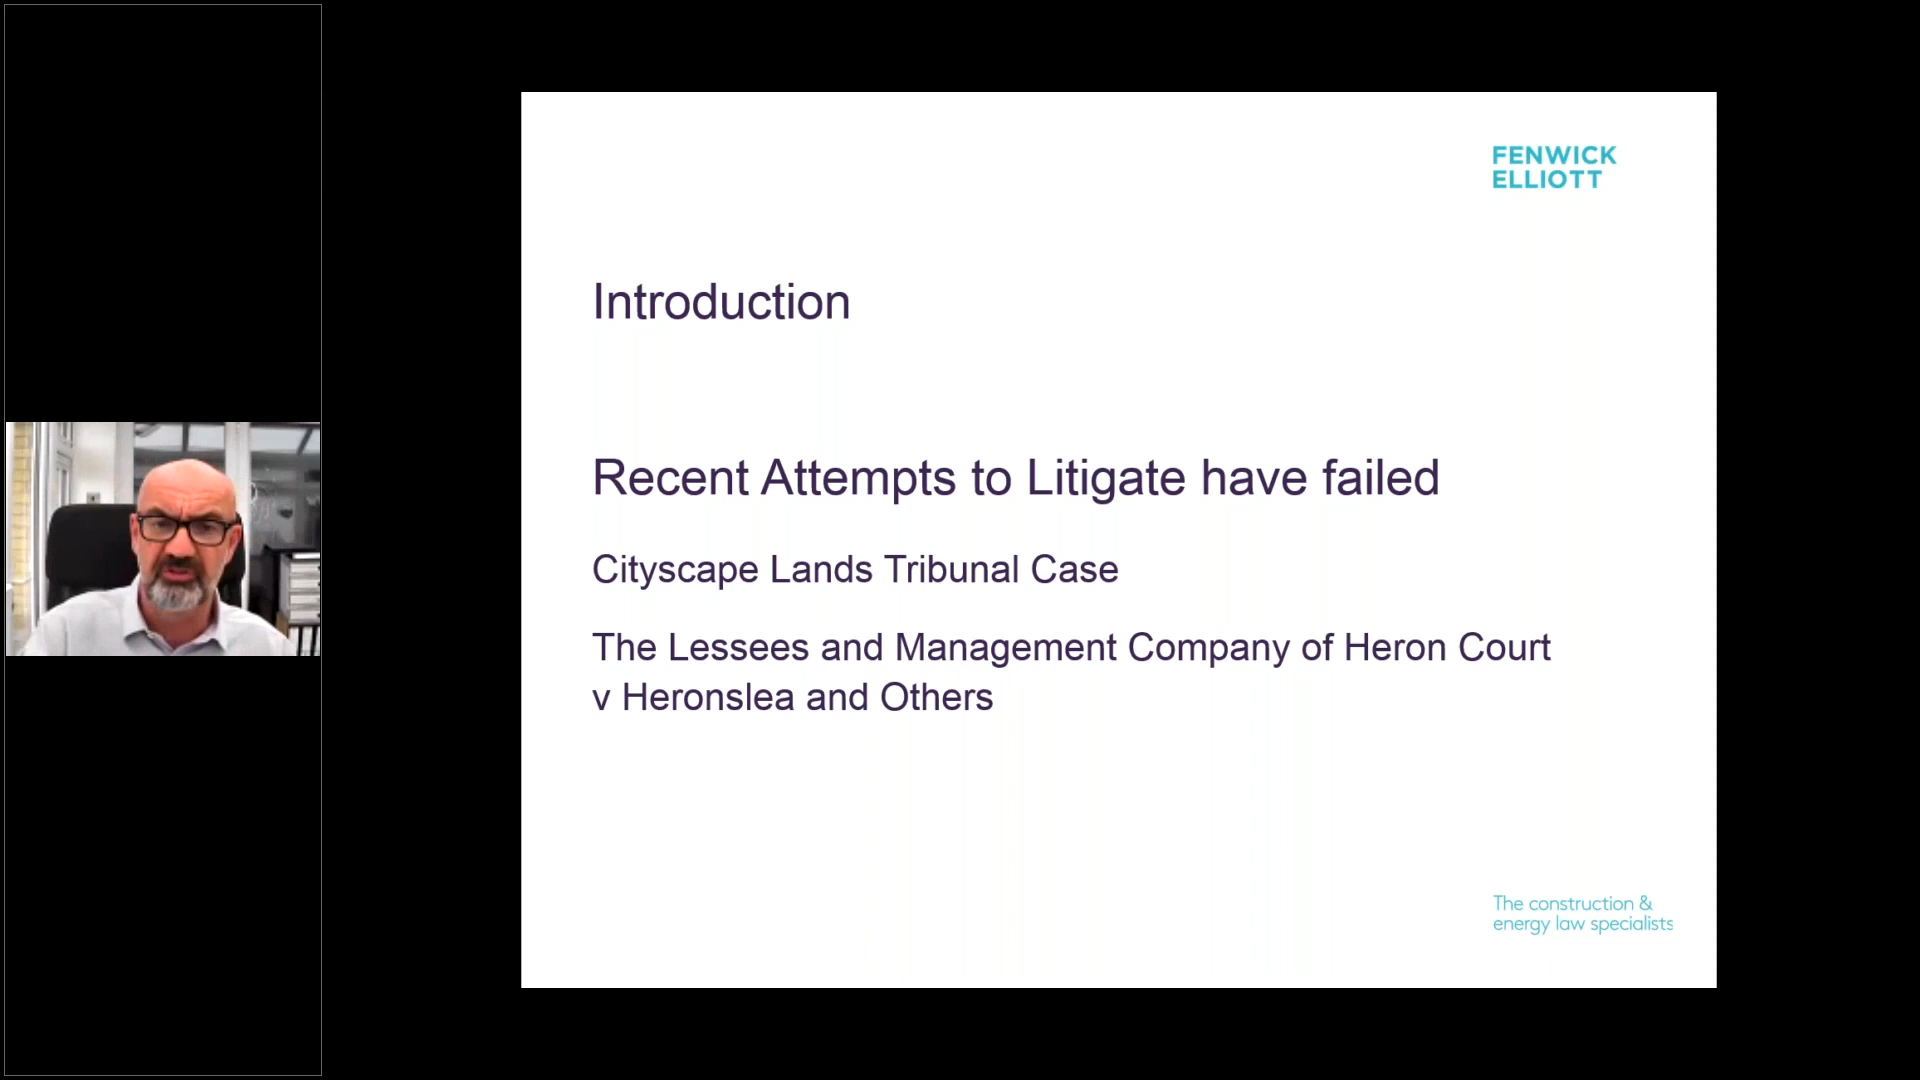 FENWICK
ELLIOTT
Introduction
Recent Attempts to Litigate have failed
Cityscape Lands Tribunal Case
The Lessees and Management Company of Heron Court
v Heronslea and Others
The construction &
energy law specialists